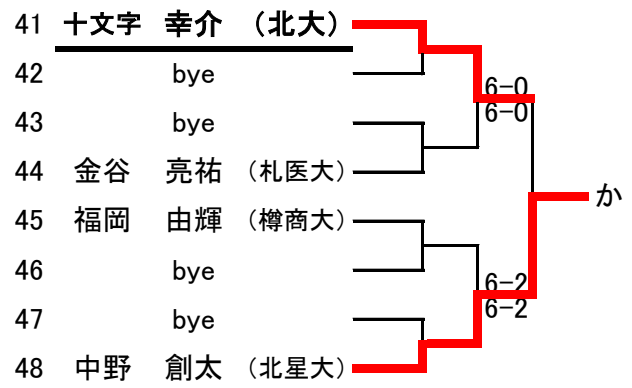 41 十文字 幸介 (北大)
42 bye
6-0
6-0
43 bye
44 金谷 亮祐 (札医大)
か
45 福岡 由輝 (樽商大)
46 bye
6-2
6-2
47 bye
48 中野 創太 (北星大)